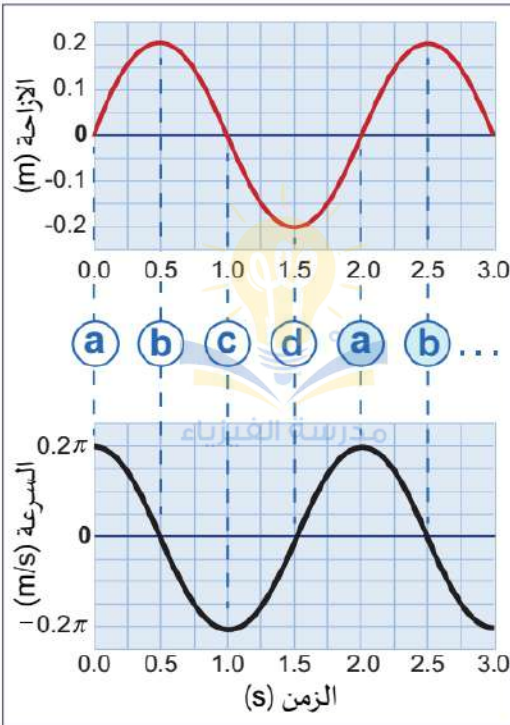 الازاحة (m)
0.2
0.1
0
-0.1
-0.2
0.0 0.5 1.0 1.5 2.0 2.5 3.0
a b c d a b ...
مدرسة الفيزياء
السرعة (m/s)
0.2π
0
-0.2π
0.0 0.5 1.0 1.5 2.0 2.5 3.0
الزمن (s)